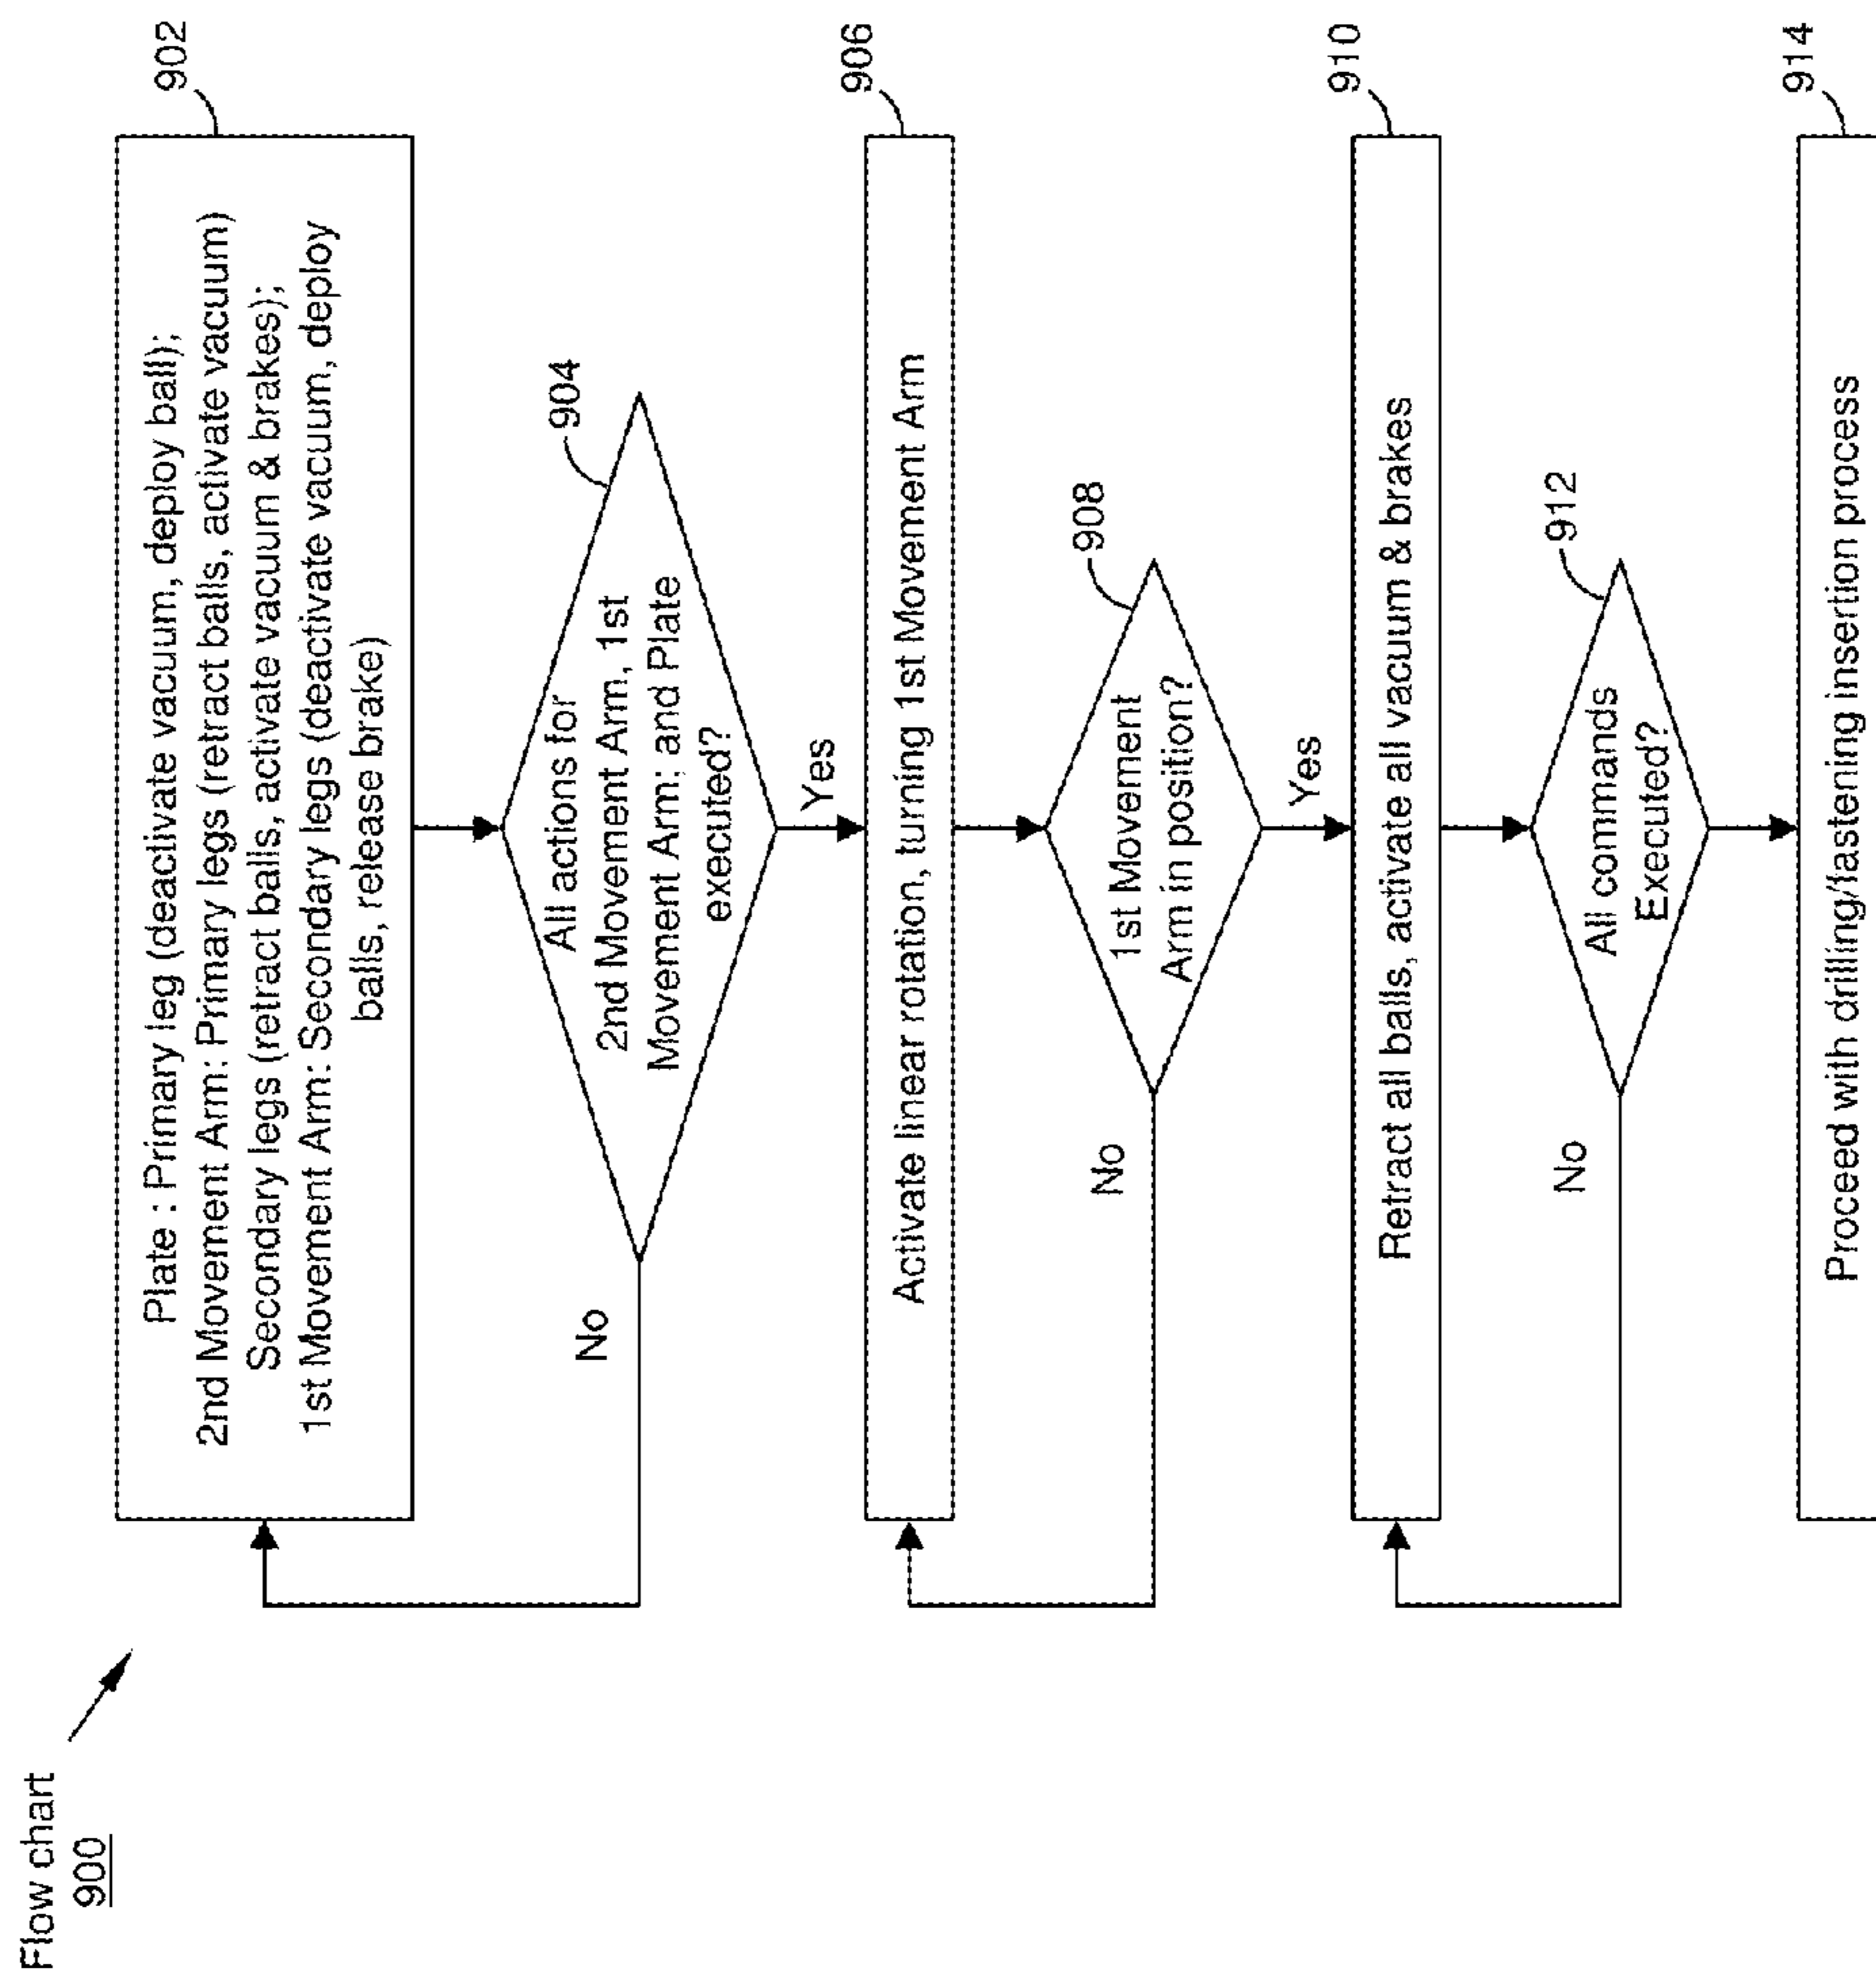 Flow chart
900
902
Plate : Primary leg (deactivate vacuum, deploy ball);
2nd Movement Arm: Primary legs (retract balls, activate vacuum)
Secondary legs (retract balls, activate vacuum & brakes);
1st Movement Arm: Secondary legs (deactivate vacuum, deploy
balls, release brake)
904
All actions for
2nd Movement Arm, 1st
Movement Arm; and Plate
executed?
No
Yes
906
Activate linear rotation, turning 1st Movement Arm
908
1st Movement
Arm in position?
No
Yes
910
Retract all balls, activate all vacuum & brakes
912
All commands
Executed?
No
914
Proceed with drilling/fastening insertion process